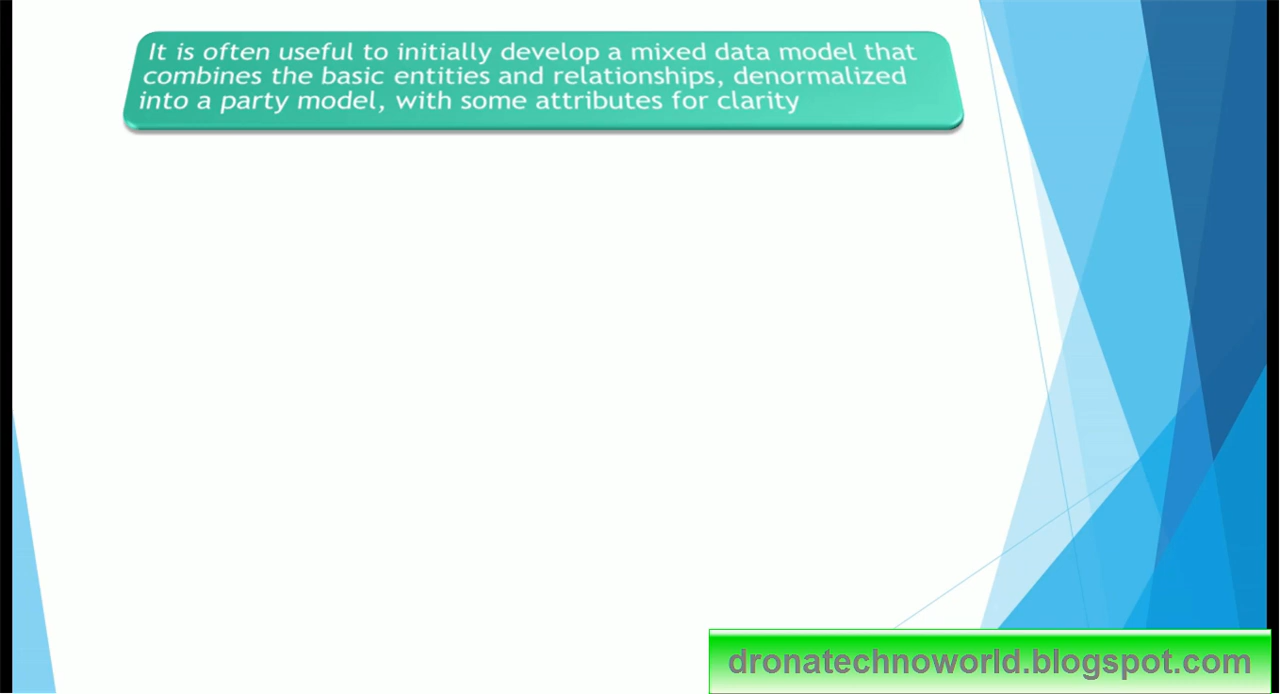 It is often useful to initially develop a mixed data model that
combines the basic entities and relationships, denormalized
into a party model, with some attributes for clarity
dronatechnoworld.blogspot.com